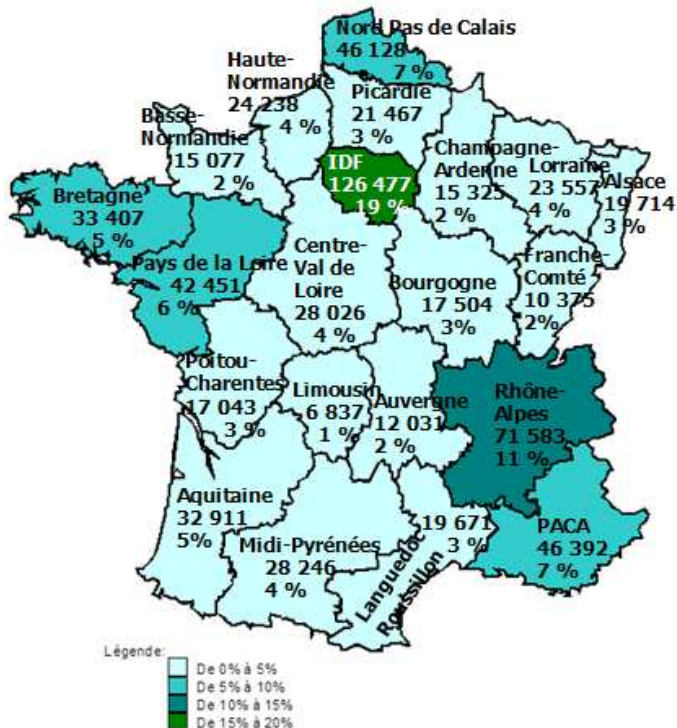 Nord Pas de Calais
46 128
7 %
Haute-
Normandie
24 238
4 %
Picardie
21 467
3 %
Basse-
Normandie
15 077
2 %
IDF
126 477
19 %
Champagne-
Ardenne
15 325
2 %
Lorraine
23 557
4 %
Alsace
19 714
3 %
Bretagne
33 407
5 %
Pays de la Loire
42 451
6 %
Centre-
Val de
Loire
28 026
4 %
Bourgogne
17 504
3%
Franche-
Comté
10 375
2%
Poitou-
Charentes
17 043
3 %
Limousin
6 837
1 %
Auvergne
12 031
2 %
Rhône-
Alpes
71 583
11 %
Aquitaine
32 911
5%
Midi-Pyrénées
28 246
4 %
Languedoc
Roussillon
19 671
3 %
PACA
46 392
7 %
Légende:
De 0% à 5%
De 5% à 10%
De 10% à 15%
De 15% à 20%